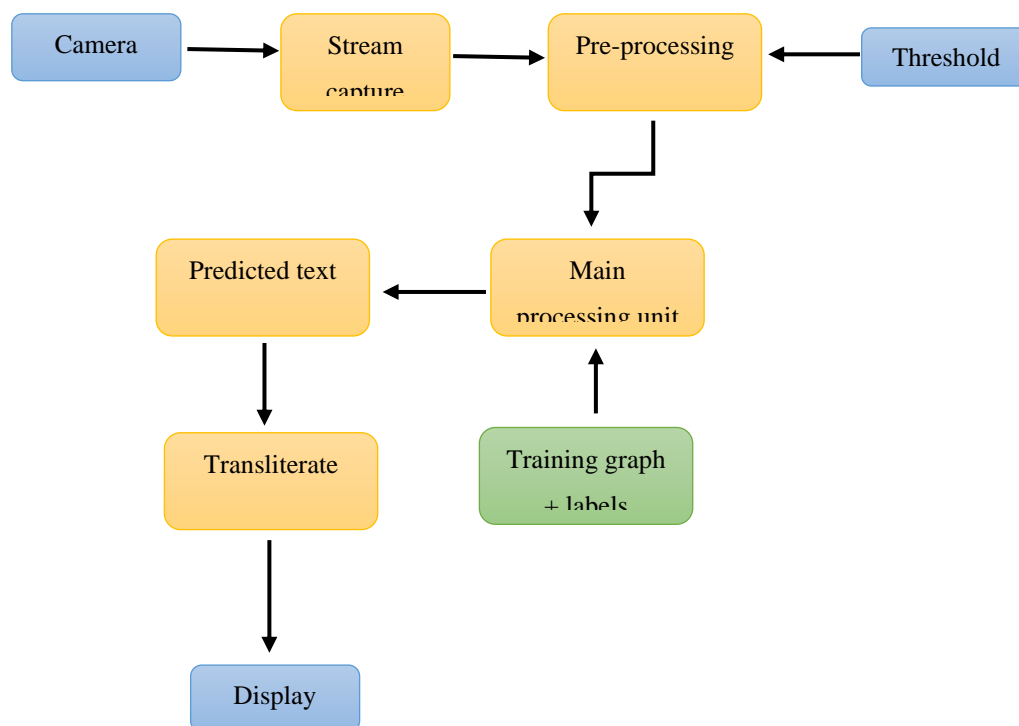 Camera
Stream
capture
Pre-processing
Threshold
Predicted text
Main
processing unit
Transliterate
Training graph
+ labels
Display